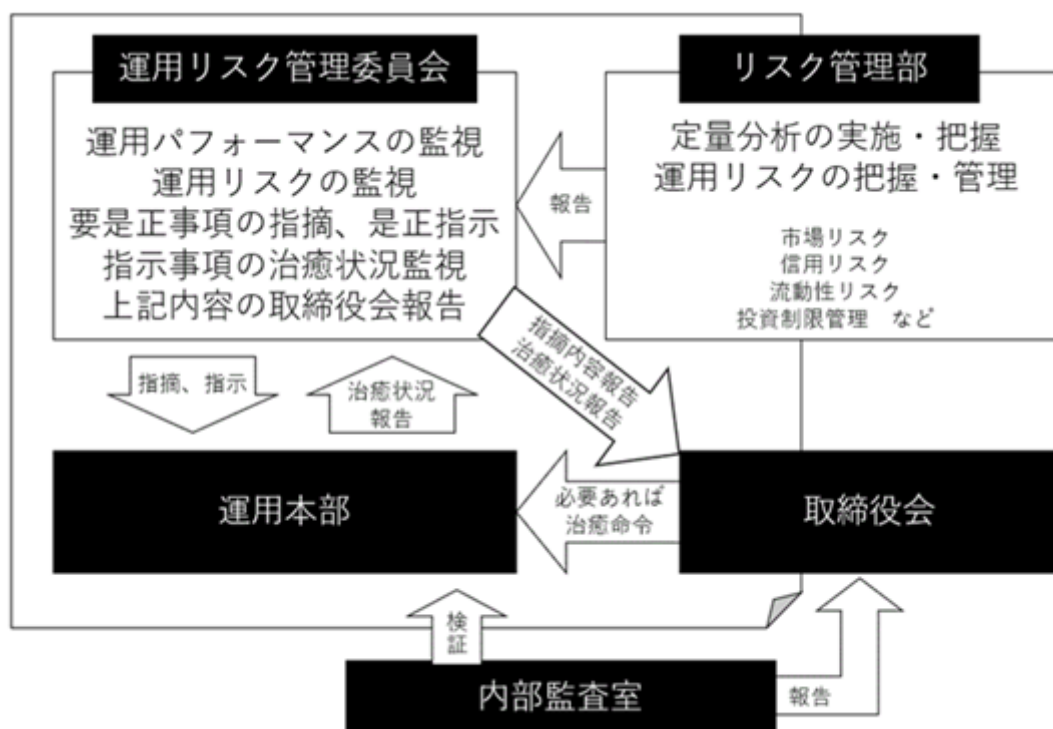 運用リスク管理委員会
運用パフォーマンスの監視
運用リスクの監視
要是正事項の指摘、是正指示
指示事項の治癒状況監視
上記内容の取締役会報告
リスク管理部
定量分析の実施・把握
運用リスクの把握・管理
市場リスク
信用リスク
流動性リスク
投資制限管理　など
報告
指摘内容報告
治癒状況報告
指摘、指示
治癒状況
報告
運用本部
必要あれば
治癒命令
取締役会
検証
内部監査室
報告